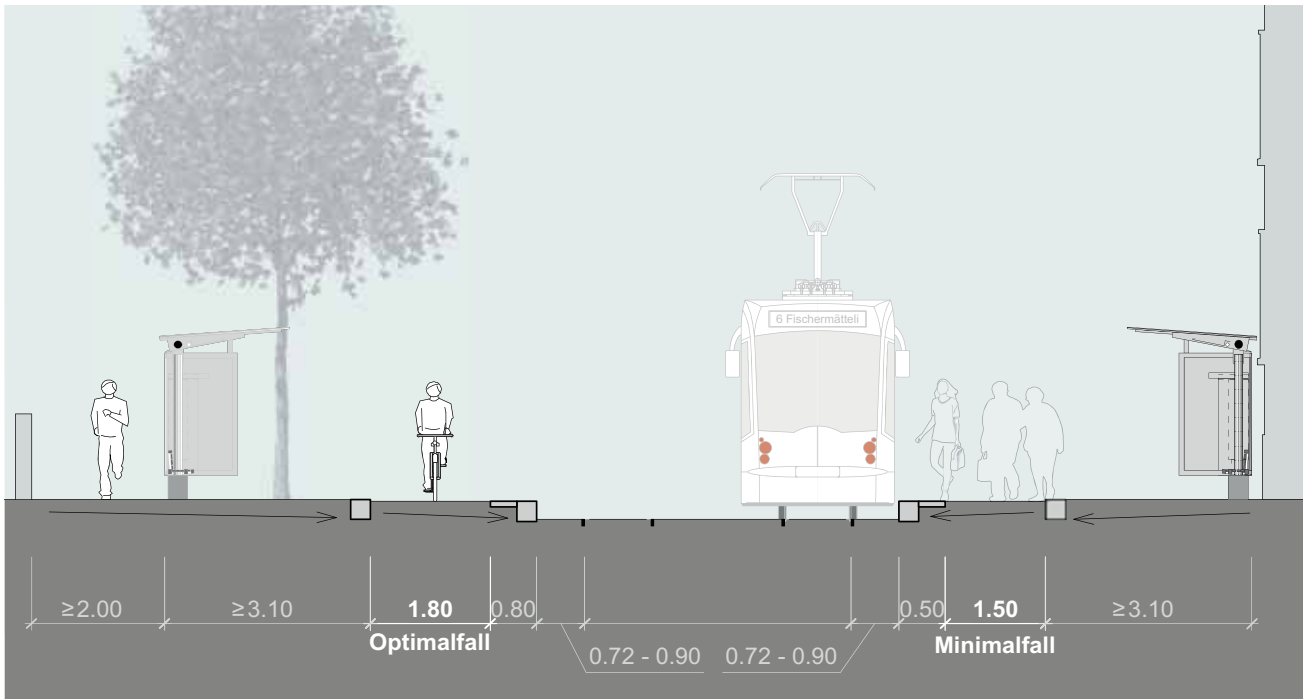 6 Fischermätteli
≥2.00
≥3.10
1.80
0.80
0.50
1.50
≥3.10
Optimalfall
Minimalfall
0.72 - 0.90
0.72 - 0.90